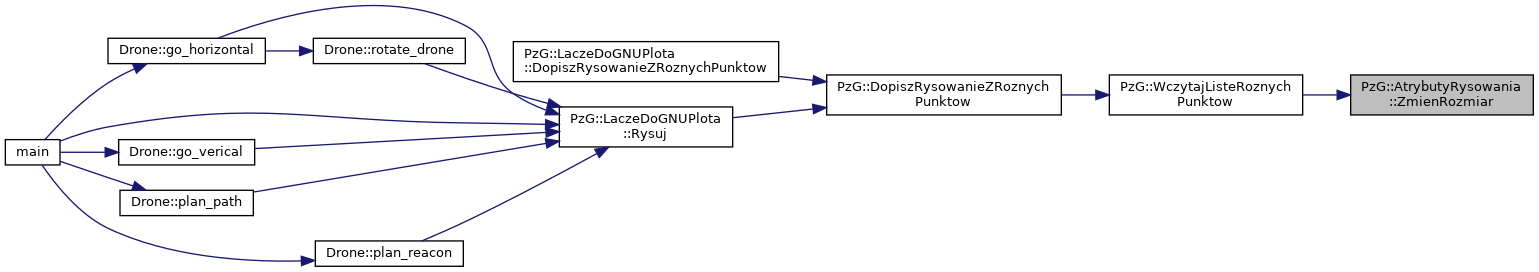 main
Drone::go_horizontal
Drone::go_verical
Drone::plan_path
Drone::rotate_drone
Drone::plan_reacon
PzG::LaczeDoGNUPlota
::DopiszRysowanieZRoznychPunktow
PzG::LaczeDoGNUPlota
::Rysuj
PzG::DopiszRysowanieZRoznych
Punktow
PzG::WczytajListeRoznych
Punktow
PzG::AtrybutyRysowania
::ZmienRozmiar